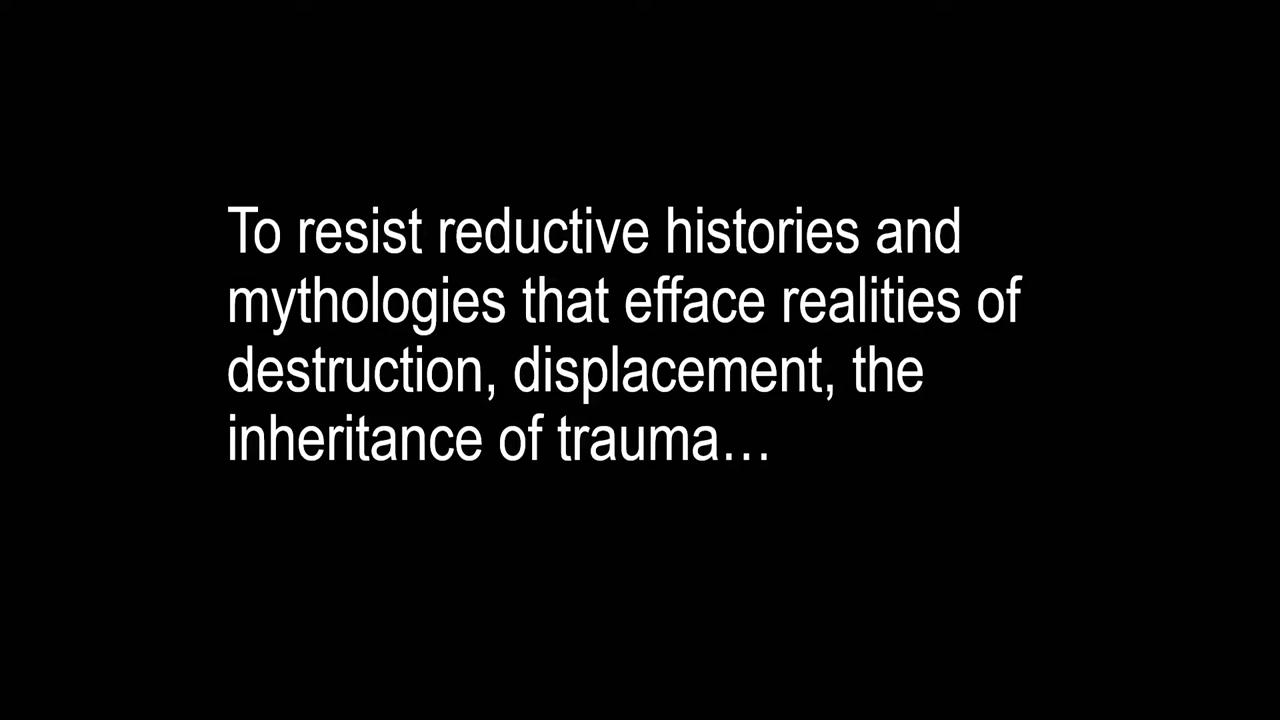 To resist reductive histories and
mythologies that efface realities of
destruction, displacement, the
inheritance of trauma…